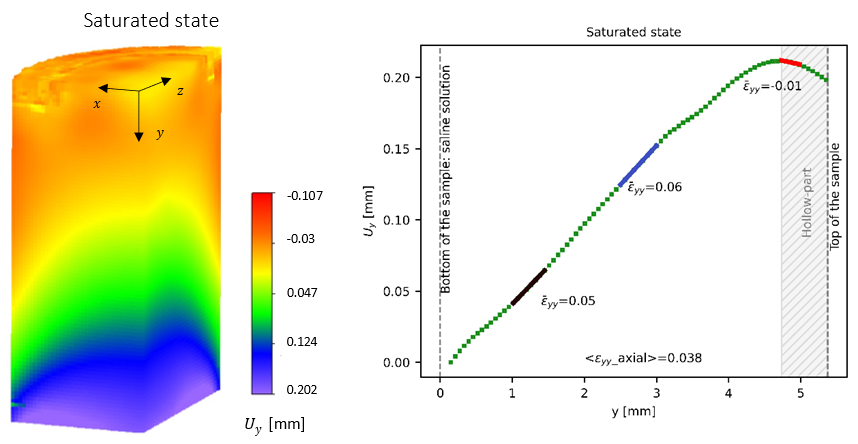 Saturated state
x
z
y
-0.107
-0.03
0.047
0.124
0.202
U_y [mm]
Saturated state
U_y [mm]
0.20
0.15
0.10
0.05
0.00
Bottom of the sample: saline solution
ε̄_yy=-0.01
ε̄_yy=0.06
ε̄_yy=0.05
<ε_yy_axial>=0.038
Hollow-part
Top of the sample
0 1 2 3 4 5
y [mm]